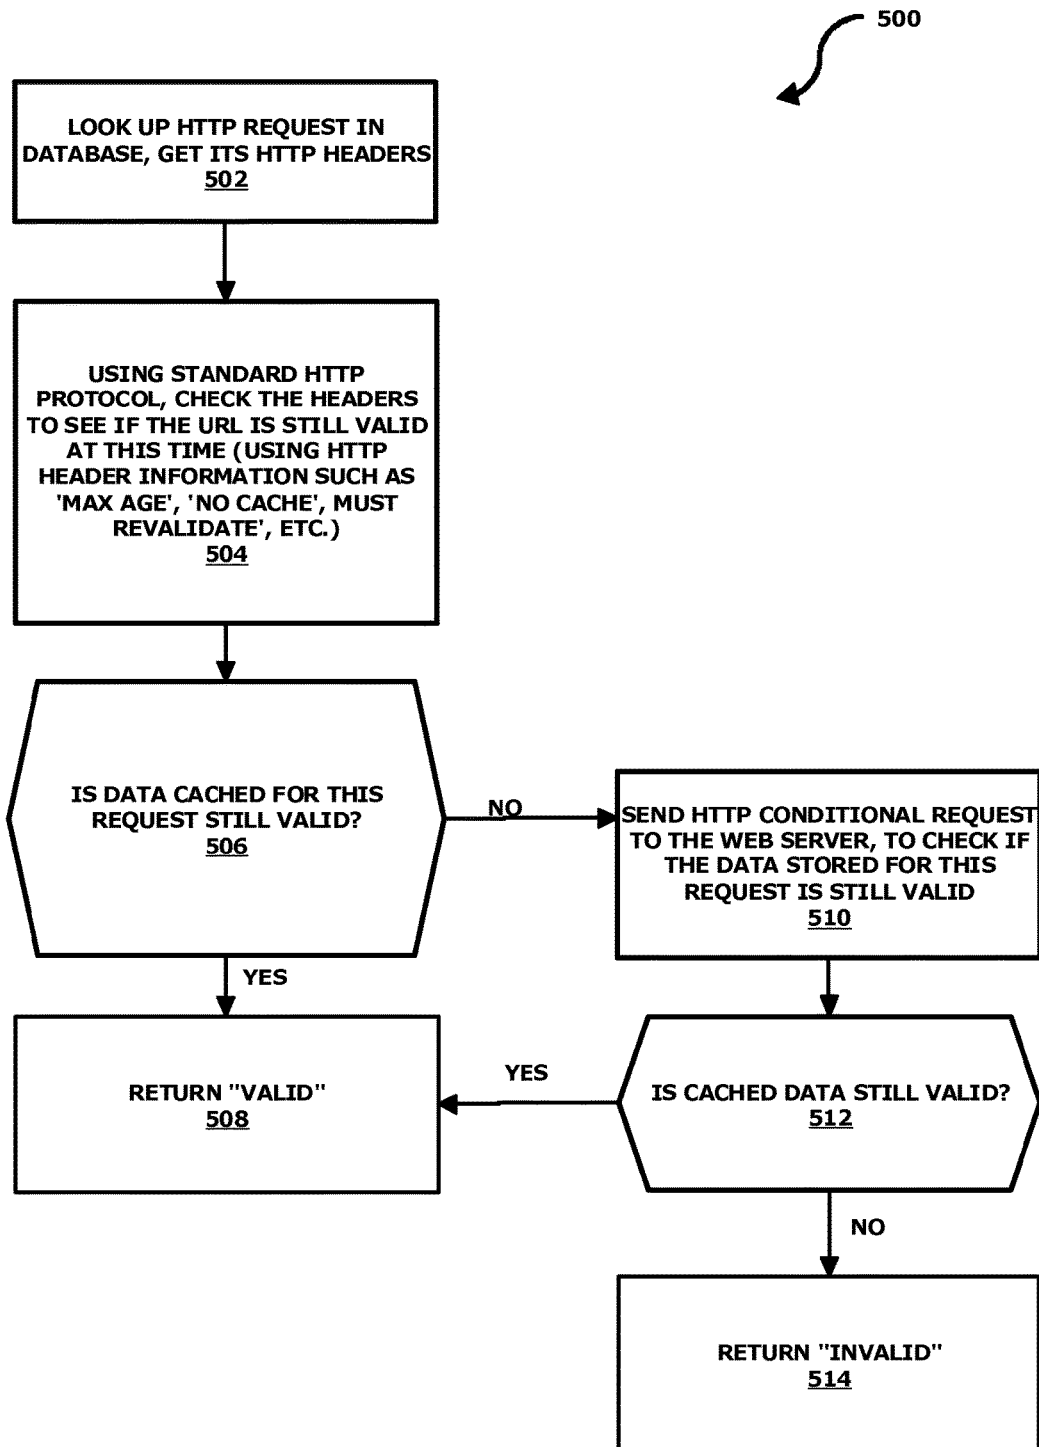 500
LOOK UP HTTP REQUEST IN
DATABASE, GET ITS HTTP HEADERS
502
USING STANDARD HTTP
PROTOCOL, CHECK THE HEADERS
TO SEE IF THE URL IS STILL VALID
AT THIS TIME (USING HTTP
HEADER INFORMATION SUCH AS
'MAX AGE', 'NO CACHE', MUST
REVALIDATE', ETC.)
504
IS DATA CACHED FOR THIS
REQUEST STILL VALID?
506
NO
SEND HTTP CONDITIONAL REQUEST
TO THE WEB SERVER, TO CHECK IF
THE DATA STORED FOR THIS
REQUEST IS STILL VALID
510
YES
RETURN "VALID"
508
YES
IS CACHED DATA STILL VALID?
512
NO
RETURN "INVALID"
514